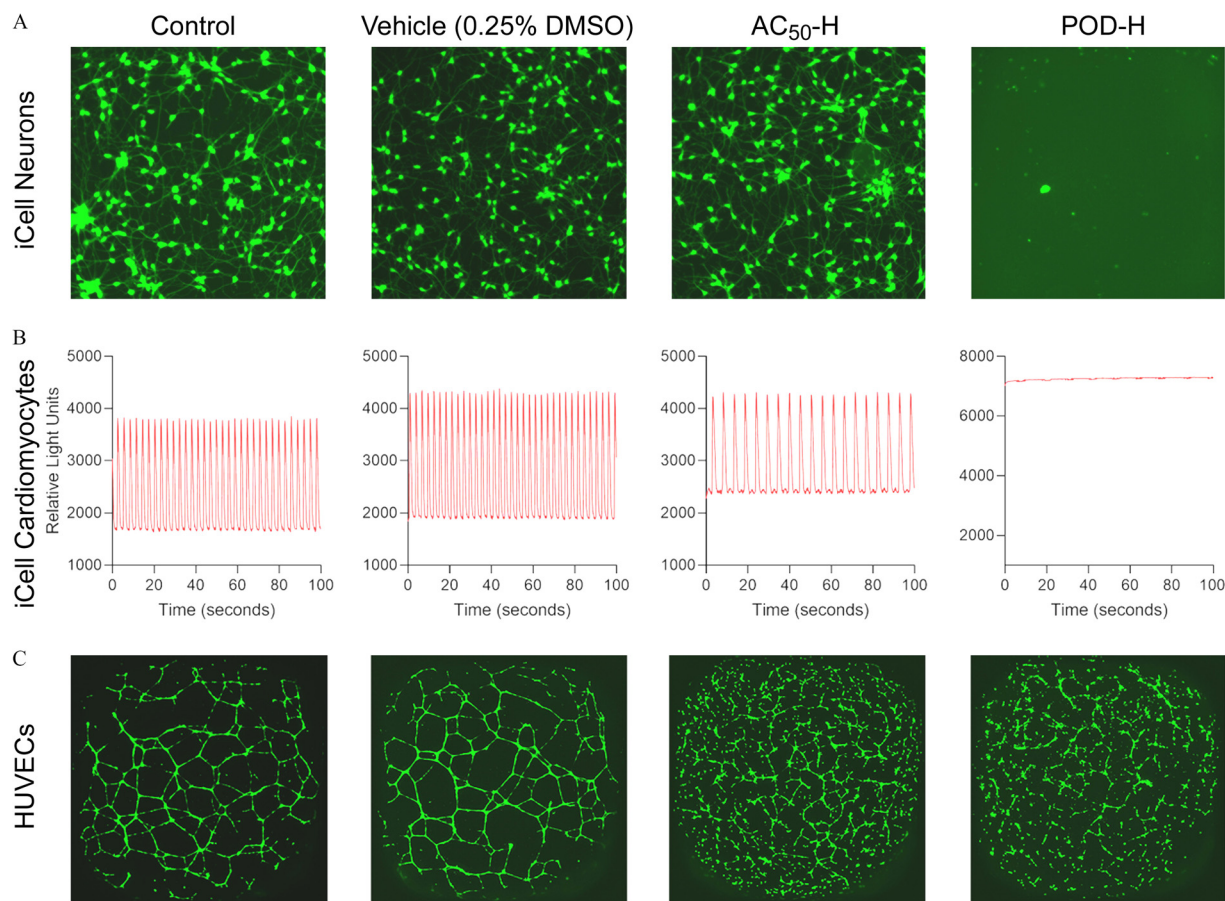 A
Control
Vehicle (0.25% DMSO)
AC50-H
POD-H
iCell Neurons
B
iCell Cardiomyocytes
Relative Light Units
5000
4000
3000
2000
1000
0 20 40 60 80 100
Time (seconds)
5000
4000
3000
2000
1000
0 20 40 60 80 100
Time (seconds)
5000
4000
3000
2000
1000
0 20 40 60 80 100
Time (seconds)
8000
6000
4000
2000
0 20 40 60 80 100
Time (seconds)
C
HUVECs